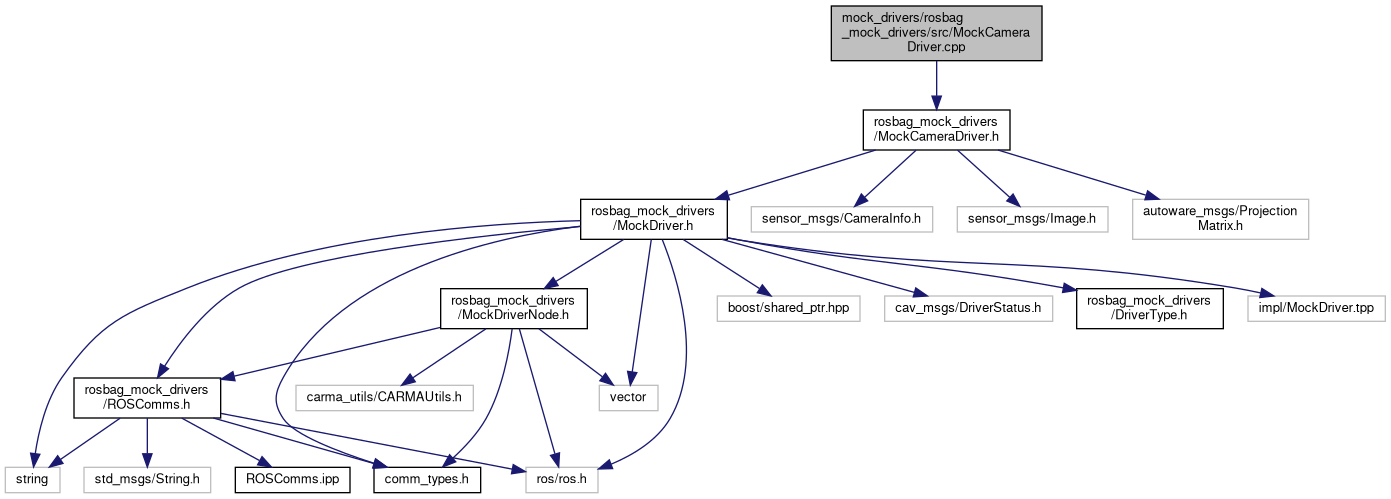 mock_drivers/rosbag
_mock_drivers/src/MockCamera
Driver.cpp
rosbag_mock_drivers
/MockCameraDriver.h
rosbag_mock_drivers
/MockDriver.h
sensor_msgs/CameraInfo.h
sensor_msgs/Image.h
autoware_msgs/Projection
Matrix.h
rosbag_mock_drivers
/MockDriverNode.h
boost/shared_ptr.hpp
cav_msgs/DriverStatus.h
rosbag_mock_drivers
/DriverType.h
impl/MockDriver.tpp
rosbag_mock_drivers
/ROSComms.h
carma_utils/CARMAUtils.h
vector
string
std_msgs/String.h
ROSComms.ipp
comm_types.h
ros/ros.h